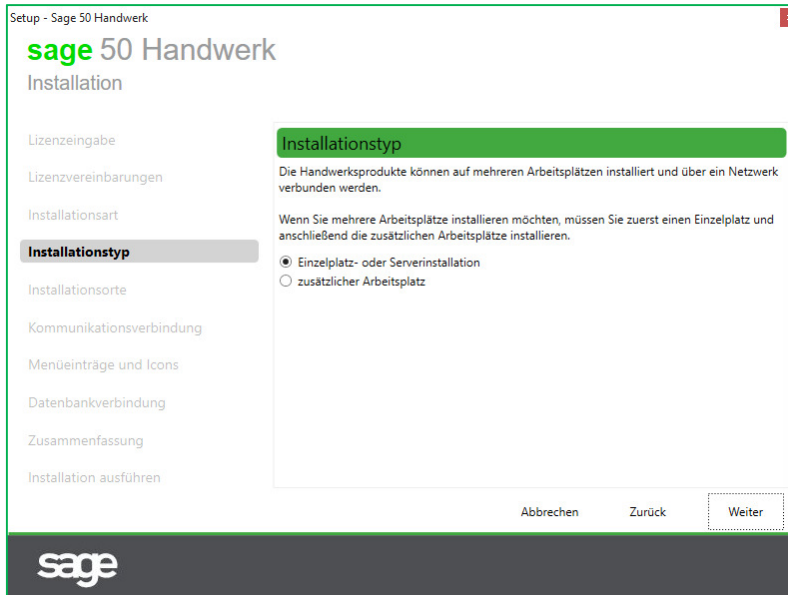 Setup - Sage 50 Handwerk
sage 50 Handwerk
Installation
Lizenzeingabe
Lizenzvereinbarungen
Installationsart
Installationstyp
Installationsorte
Kommunikationsverbindung
Menüeinträge und Icons
Datenbankverbindung
Zusammenfassung
Installation ausführen
Installationstyp
Die Handwerksprodukte können auf mehreren Arbeitsplätzen installiert und über ein Netzwerk
verbunden werden.
Wenn Sie mehrere Arbeitsplätze installieren möchten, müssen Sie zuerst einen Einzelplatz und
anschließend die zusätzlichen Arbeitsplätze installieren.
Einzelplatz- oder Serverinstallation
zusätzlicher Arbeitsplatz
Abbrechen Zurück Weiter
sage